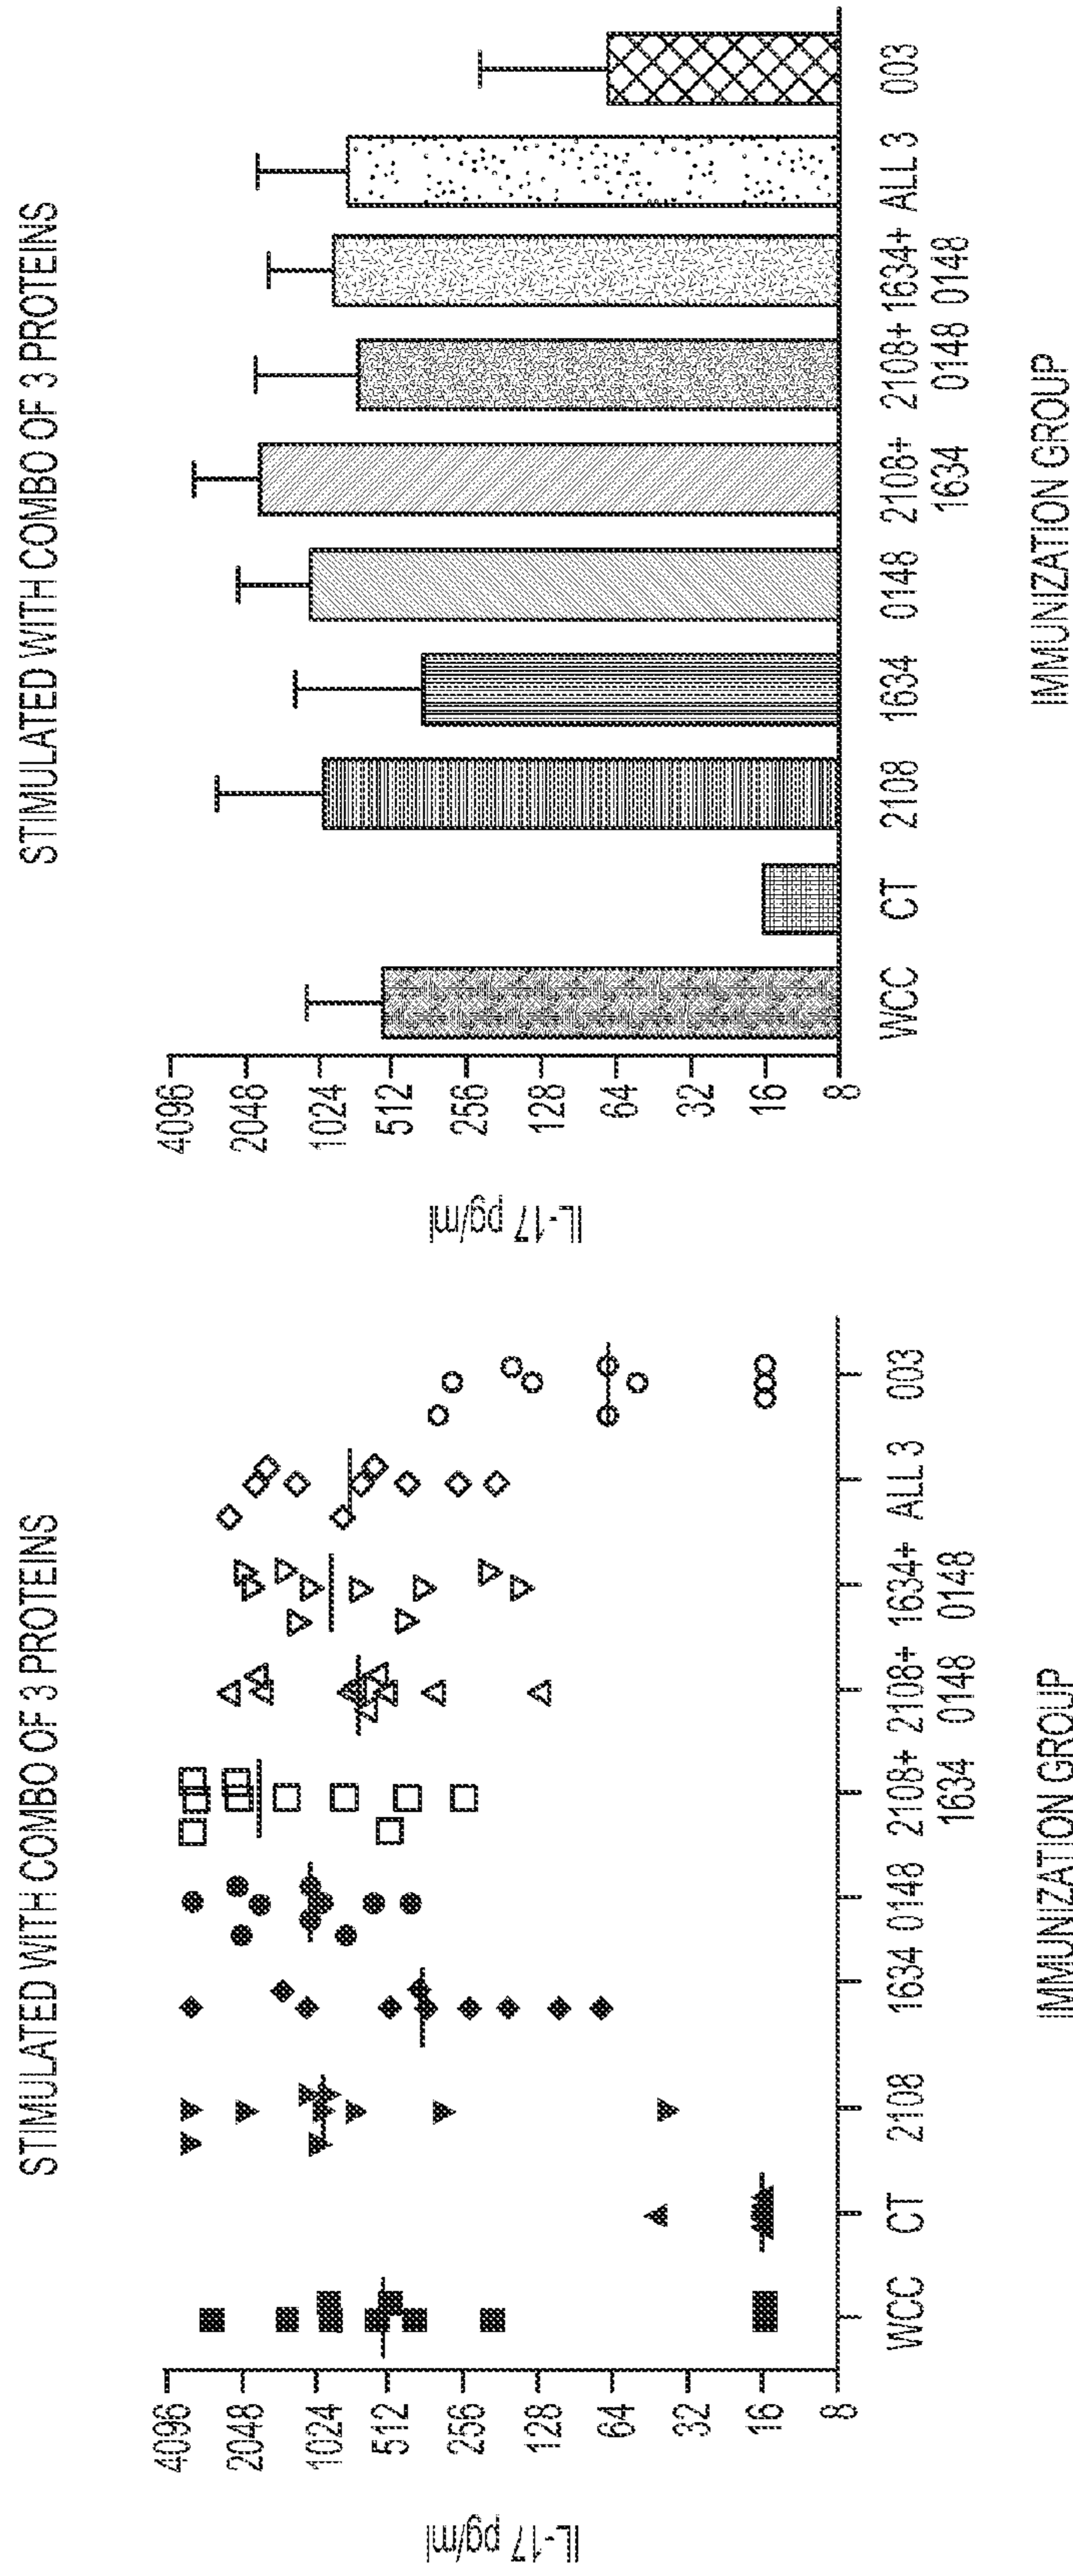 STIMULATED WITH COMBO OF 3 PROTEINS
IL-17 pg/ml
4096
2048
1024
512
256
128
64
32
16
8
WCC CT 2108 1634 0148 2108+ 2108+ 1634+ ALL 3 003
1634 0148 0148
IMMUNIZATION GROUP
STIMULATED WITH COMBO OF 3 PROTEINS
IL-17 pg/ml
4096
2048
1024
512
256
128
64
32
16
8
WCC CT 2108 1634 0148 2108+ 2108+ 1634+ ALL 3 003
1634 0148 0148
IMMUNIZATION GROUP